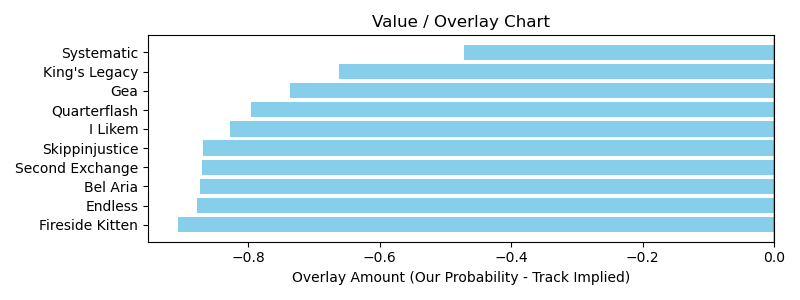 Value / Overlay Chart
Systematic
King's Legacy
Gea
Quarterflash
I Likem
Skippinjustice
Second Exchange
Bel Aria
Endless
Fireside Kitten
−0.8 −0.6 −0.4 −0.2 0.0
Overlay Amount (Our Probability - Track Implied)